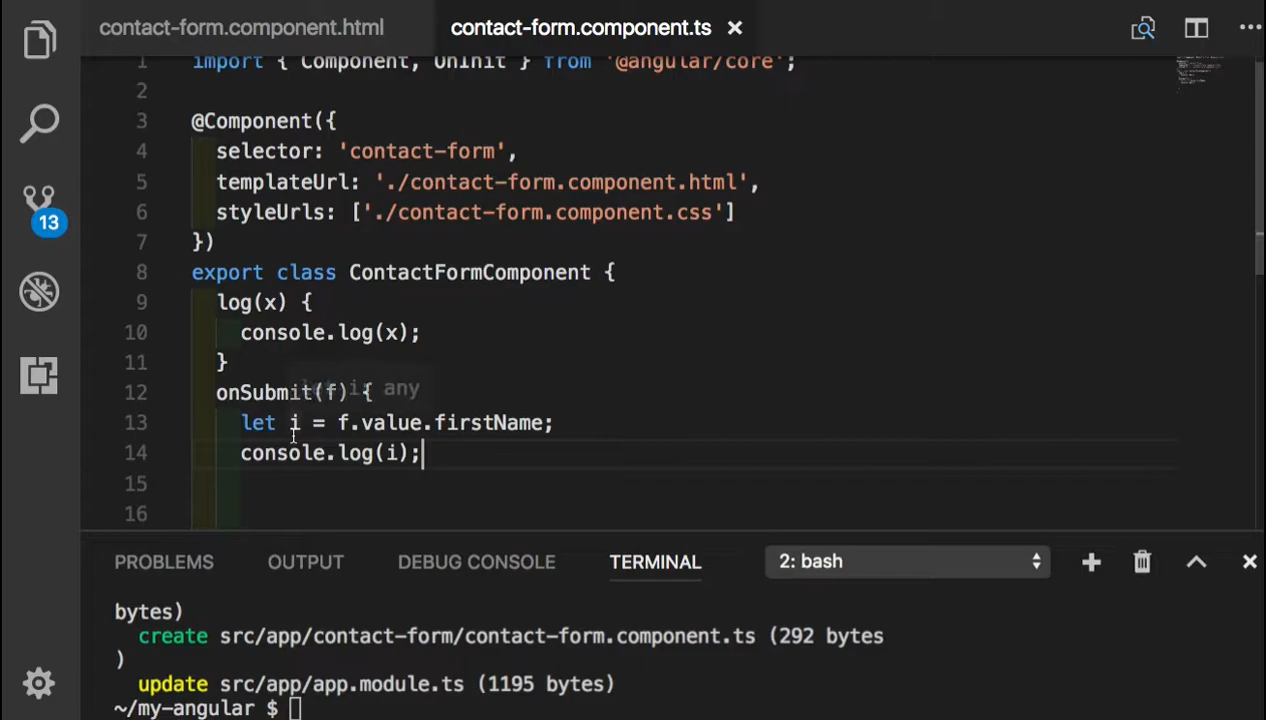 contact-form.component.html
contact-form.component.ts
1 import { Component, OnInit } from '@angular/core';
2
3 @Component({
4 selector: 'contact-form',
5 templateUrl: './contact-form.component.html',
6 styleUrls: ['./contact-form.component.css']
7 })
8 export class ContactFormComponent {
9 log(x) {
10 console.log(x);
11 }
let i: any
12 onSubmit(f) {
13 let i = f.value.firstName;
14 console.log(i);
15
16
13
PROBLEMS OUTPUT DEBUG CONSOLE TERMINAL 2: bash
bytes)
create src/app/contact-form/contact-form.component.ts (292 bytes
)
update src/app/app.module.ts (1195 bytes)
~/my-angular $